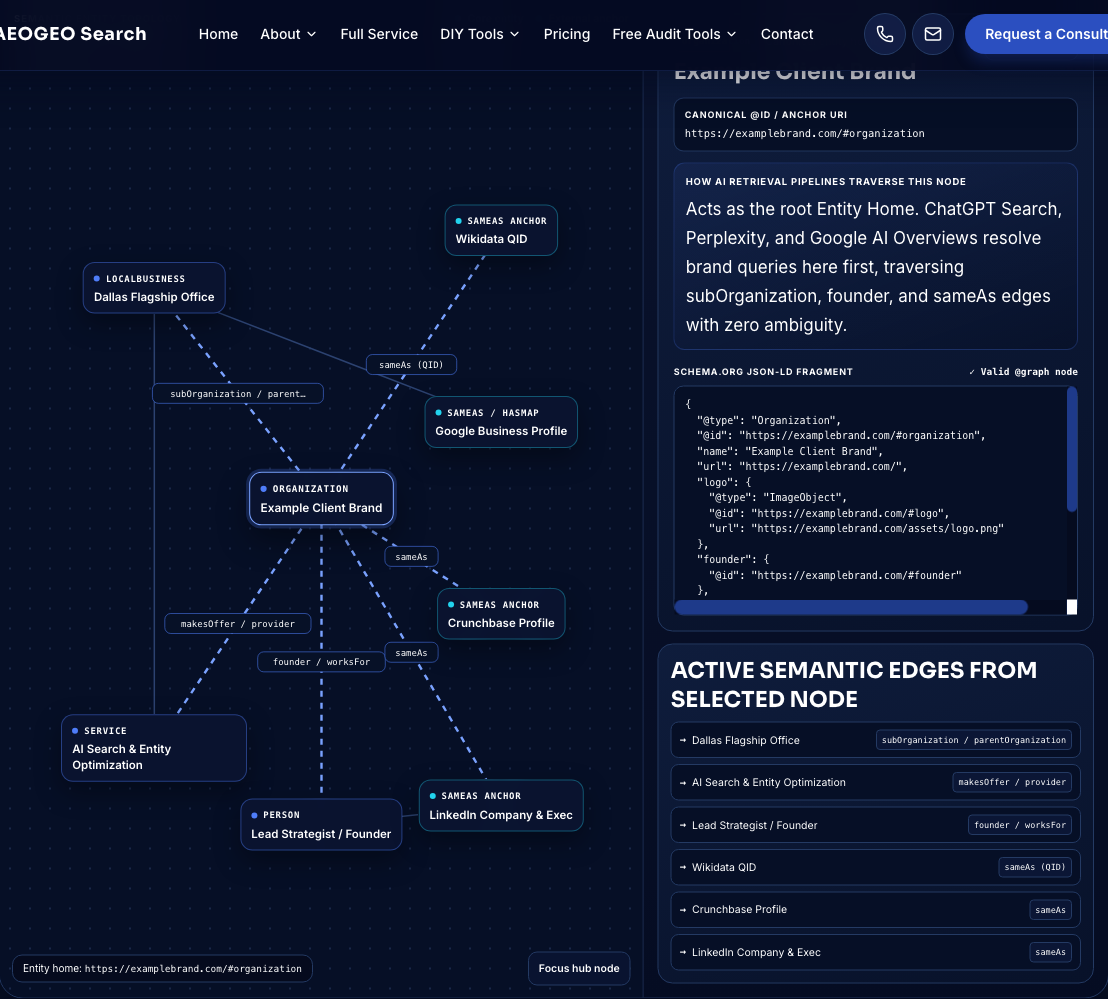 AEOGEO Search
Home
About
Full Service
DIY Tools
Pricing
Free Audit Tools
Contact
Request a Consult
SAMEAS ANCHOR
Wikidata QID
LOCALBUSINESS
Dallas Flagship Office
sameAs (QID)
subOrganization / parent…
SAMEAS / HASMAP
Google Business Profile
ORGANIZATION
Example Client Brand
sameAs
SAMEAS ANCHOR
Crunchbase Profile
makesOffer / provider
founder / worksFor
sameAs
SERVICE
AI Search & Entity
Optimization
PERSON
Lead Strategist / Founder
SAMEAS ANCHOR
LinkedIn Company & Exec
Entity home: https://examplebrand.com/#organization
Focus hub node
Example Client Brand
CANONICAL @ID / ANCHOR URI
https://examplebrand.com/#organization
HOW AI RETRIEVAL PIPELINES TRAVERSE THIS NODE
Acts as the root Entity Home. ChatGPT Search,
Perplexity, and Google AI Overviews resolve
brand queries here first, traversing
subOrganization, founder, and sameAs edges
with zero ambiguity.
SCHEMA.ORG JSON-LD FRAGMENT
✓ Valid @graph node
{
"@type": "Organization",
"@id": "https://examplebrand.com/#organization",
"name": "Example Client Brand",
"url": "https://examplebrand.com/",
"logo": {
"@type": "ImageObject",
"@id": "https://examplebrand.com/#logo",
"url": "https://examplebrand.com/assets/logo.png"
},
"founder": {
"@id": "https://examplebrand.com/#founder"
},
ACTIVE SEMANTIC EDGES FROM
SELECTED NODE
→ Dallas Flagship Office subOrganization / parentOrganization
→ AI Search & Entity Optimization makesOffer / provider
→ Lead Strategist / Founder founder / worksFor
→ Wikidata QID sameAs (QID)
→ Crunchbase Profile sameAs
→ LinkedIn Company & Exec sameAs